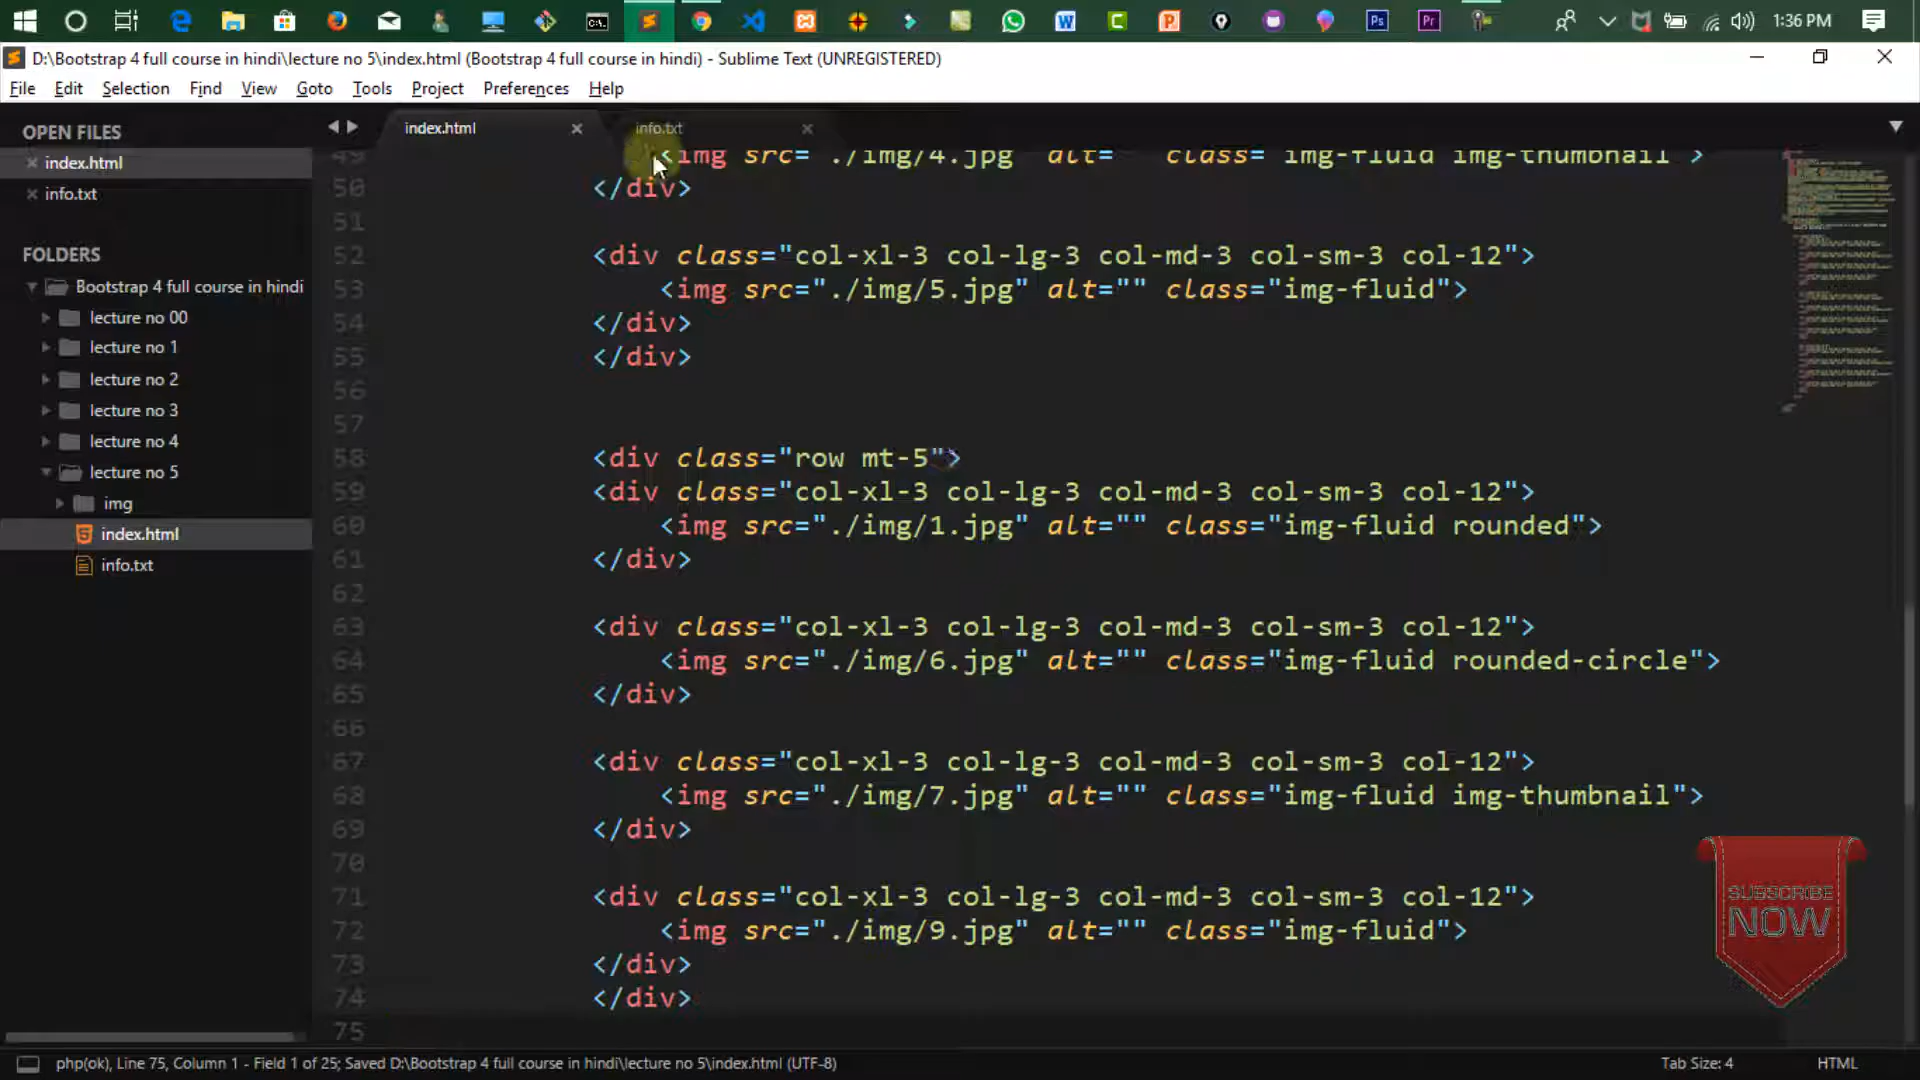 1:36 PM
D:\Bootstrap 4 full course in hindi\lecture no 5\index.html (Bootstrap 4 full course in hindi) - Sublime Text (UNREGISTERED)
File Edit Selection Find View Goto Tools Project Preferences Help
OPEN FILES
index.html
info.txt
FOLDERS
Bootstrap 4 full course in hindi
lecture no 00
lecture no 1
lecture no 2
lecture no 3
lecture no 4
lecture no 5
img
index.html
info.txt
index.html info.txt
49 <img src="./img/4.jpg" alt="" class="img-fluid img-thumbnail">
50 </div>
51
52 <div class="col-xl-3 col-lg-3 col-md-3 col-sm-3 col-12">
53 <img src="./img/5.jpg" alt="" class="img-fluid">
54 </div>
55 </div>
56
57
58 <div class="row mt-5">
59 <div class="col-xl-3 col-lg-3 col-md-3 col-sm-3 col-12">
60 <img src="./img/1.jpg" alt="" class="img-fluid rounded">
61 </div>
62
63 <div class="col-xl-3 col-lg-3 col-md-3 col-sm-3 col-12">
64 <img src="./img/6.jpg" alt="" class="img-fluid rounded-circle">
65 </div>
66
67 <div class="col-xl-3 col-lg-3 col-md-3 col-sm-3 col-12">
68 <img src="./img/7.jpg" alt="" class="img-fluid img-thumbnail">
69 </div>
70
71 <div class="col-xl-3 col-lg-3 col-md-3 col-sm-3 col-12">
72 <img src="./img/9.jpg" alt="" class="img-fluid">
73 </div>
74 </div>
75
SUBSCRIBE
NOW
php(ok), Line 75, Column 1 - Field 1 of 25; Saved D:\Bootstrap 4 full course in hindi\lecture no 5\index.html (UTF-8) Tab Size: 4 HTML